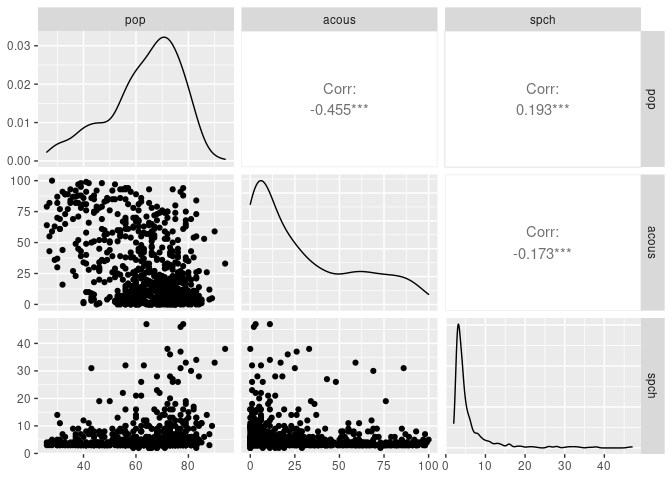 pop acous spch
0.03
0.02
0.01
0.00
Corr:
-0.455***
Corr:
0.193***
pop
100
75
50
25
0
Corr:
-0.173***
acous
40
30
20
10
0
spch
40 60 80 0 25 50 75 100 0 10 20 30 40